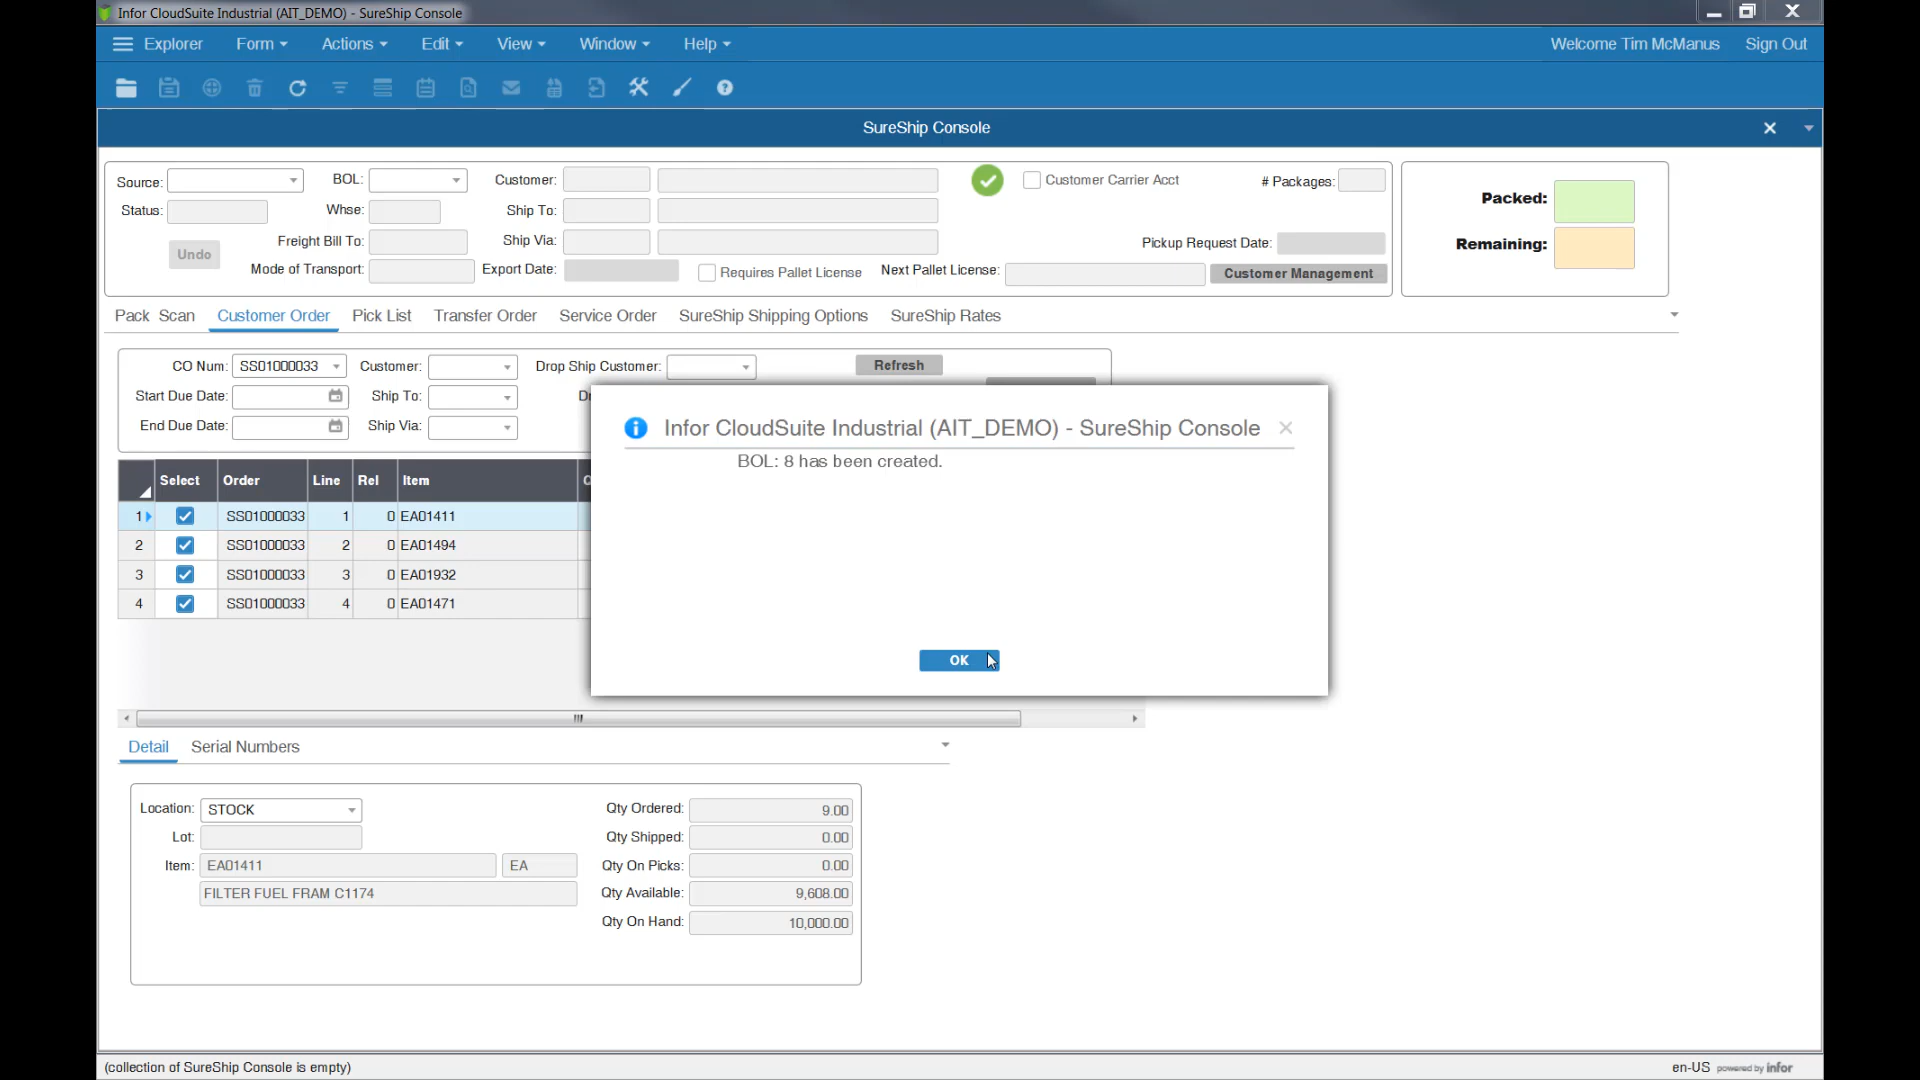 Infor CloudSuite Industrial (AIT_DEMO) - SureShip Console
Explorer Form Actions Edit View Window Help Welcome Tim McManus Sign Out
SureShip Console
Source: BOL: Customer: Customer Carrier Acct # Packages:
Status: Whse: Ship To:
Packed:
Undo Freight Bill To: Ship Via: Pickup Request Date:
Remaining:
Mode of Transport: Export Date: Requires Pallet License Next Pallet License: Customer Management
Pack Scan Customer Order Pick List Transfer Order Service Order SureShip Shipping Options SureShip Rates
CO Num: SS01000033 Customer: Drop Ship Customer: Refresh
Start Due Date: Ship To:
End Due Date: Ship Via:
Infor CloudSuite Industrial (AIT_DEMO) - SureShip Console
BOL: 8 has been created.
OK
Select Order Line Rel Item
1 SS01000033 1 0 EA01411
2 SS01000033 2 0 EA01494
3 SS01000033 3 0 EA01932
4 SS01000033 4 0 EA01471
Detail Serial Numbers
Location: STOCK Qty Ordered: 9.00
Lot: Qty Shipped: 0.00
Item: EA01411 EA Qty On Picks: 0.00
FILTER FUEL FRAM C1174 Qty Available: 9,608.00
Qty On Hand: 10,000.00
(collection of SureShip Console is empty) en-US powered by infor